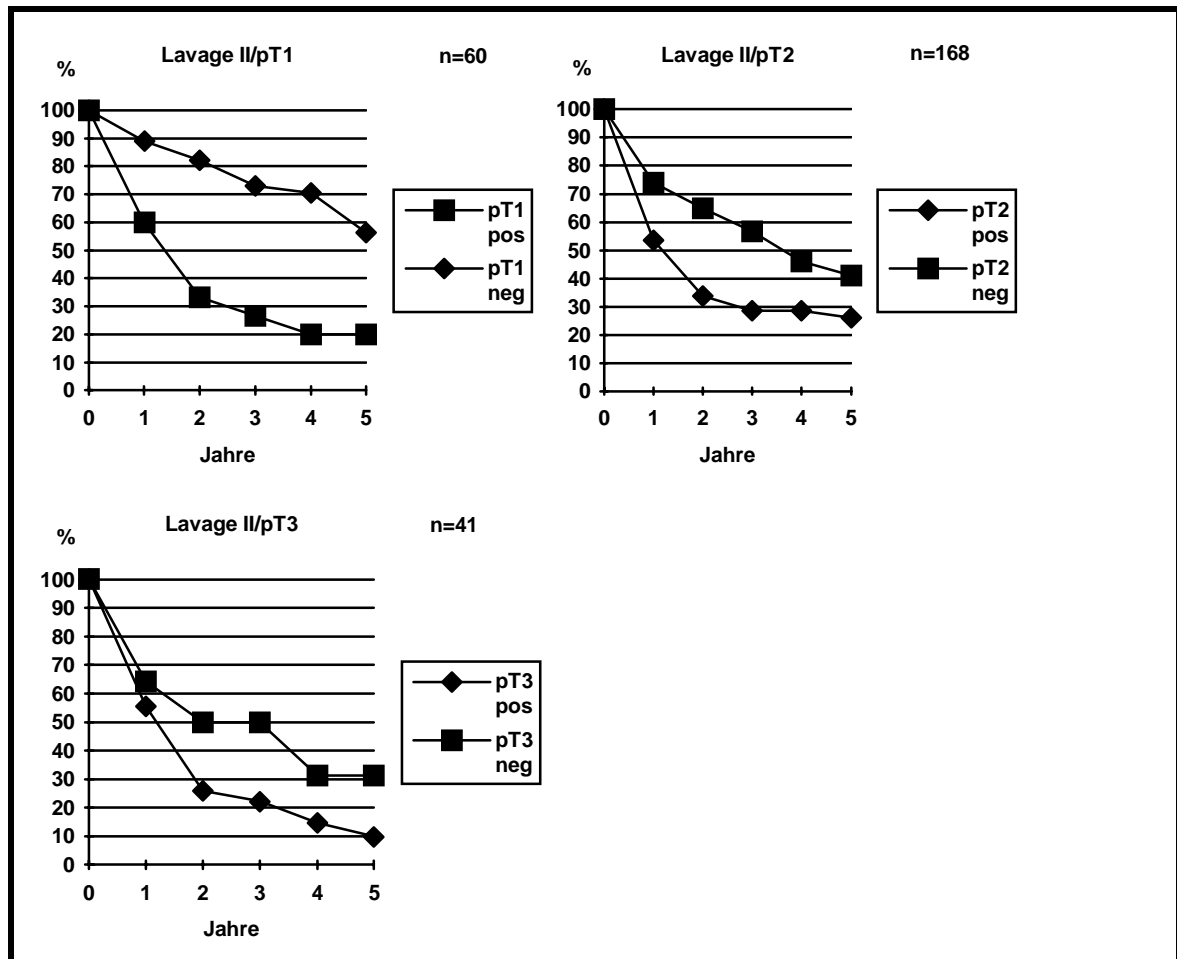 Lavage II/pT1 n=60
%
100
90
80
70
60
50
40
30
20
10
0
0 1 2 3 4 5
Jahre
pT1
pos
pT1
neg
Lavage II/pT2 n=168
%
100
90
80
70
60
50
40
30
20
10
0
0 1 2 3 4 5
Jahre
pT2
pos
pT2
neg
Lavage II/pT3 n=41
%
100
90
80
70
60
50
40
30
20
10
0
0 1 2 3 4 5
Jahre
pT3
pos
pT3
neg